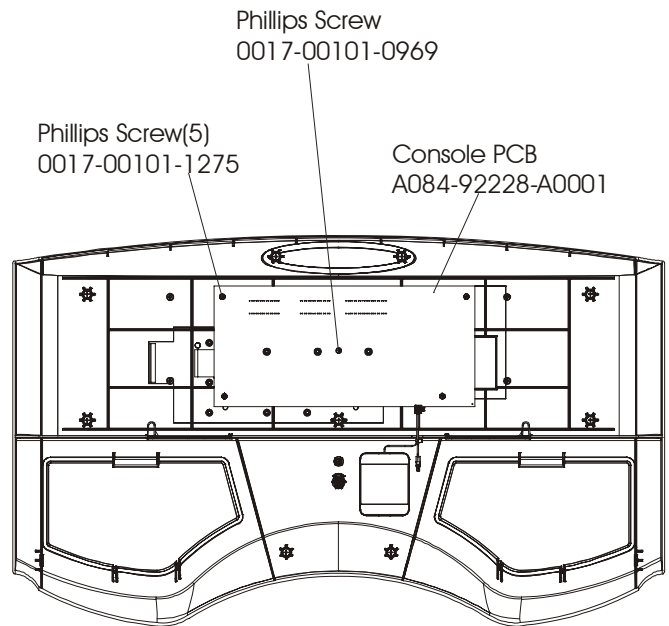 Phillips Screw
0017-00101-0969
Phillips Screw(5)
0017-00101-1275
Console PCB
A084-92228-A0001